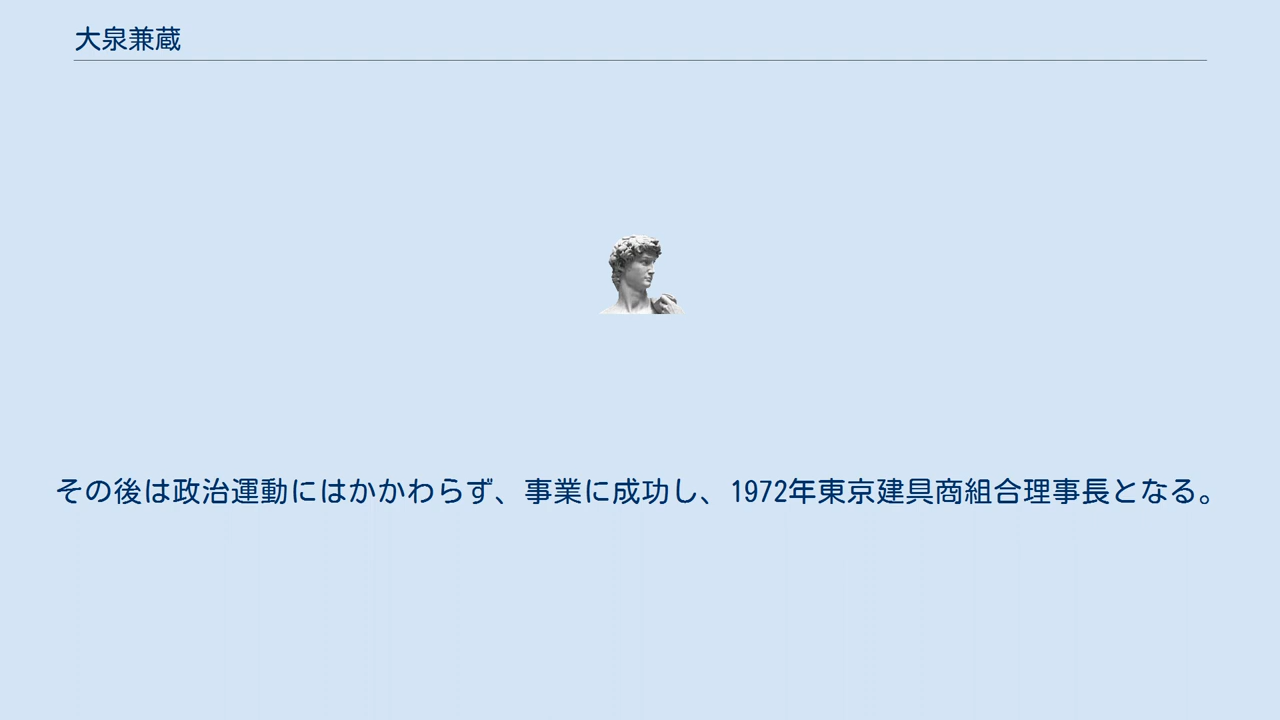 大泉兼蔵
その後は政治運動にはかかわらず、事業に成功し、1972年東京建具商組合理事長となる。